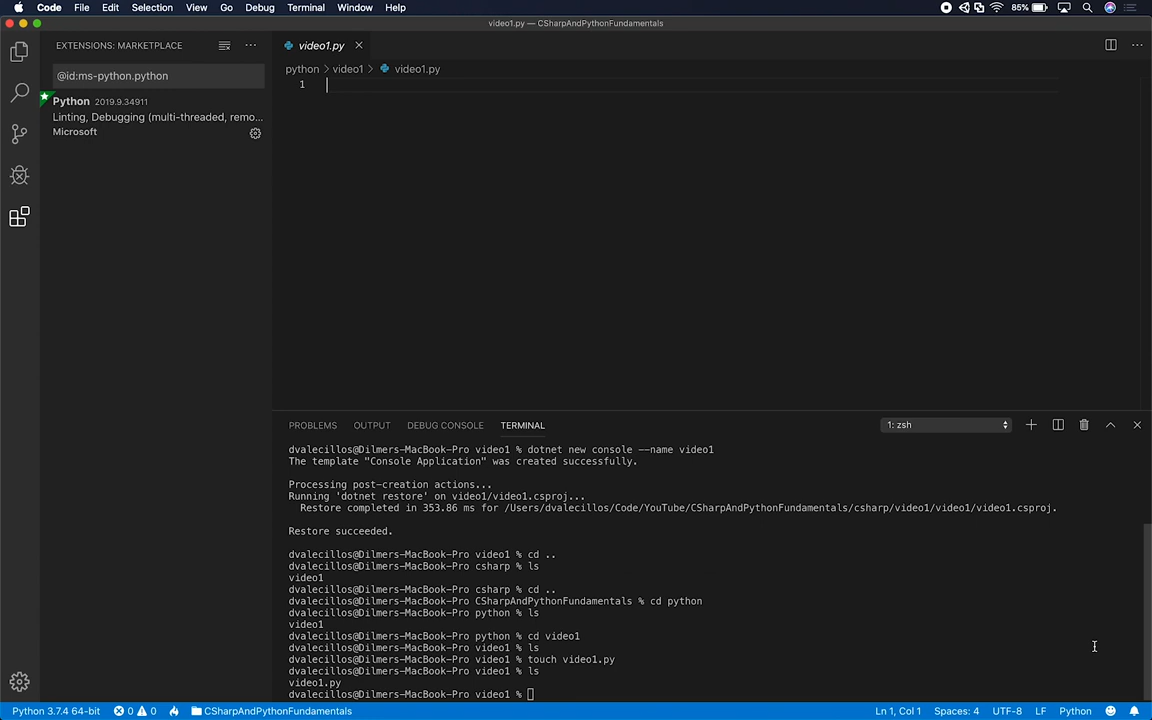 Code File Edit Selection View Go Debug Terminal Window Help 85%
video1.py — CSharpAndPythonFundamentals
EXTENSIONS: MARKETPLACE
@id:ms-python.python
Python 2019.9.34911
Linting, Debugging (multi-threaded, remo...
Microsoft
video1.py
python > video1 > video1.py
1
PROBLEMS OUTPUT DEBUG CONSOLE TERMINAL 1: zsh
dvalecillos@Dilmers-MacBook-Pro video1 % dotnet new console --name video1
The template "Console Application" was created successfully.
Processing post-creation actions...
Running 'dotnet restore' on video1/video1.csproj...
Restore completed in 353.86 ms for /Users/dvalecillos/Code/YouTube/CSharpAndPythonFundamentals/csharp/video1/video1/video1.csproj.
Restore succeeded.
dvalecillos@Dilmers-MacBook-Pro video1 % cd ..
dvalecillos@Dilmers-MacBook-Pro csharp % ls
video1
dvalecillos@Dilmers-MacBook-Pro csharp % cd ..
dvalecillos@Dilmers-MacBook-Pro CSharpAndPythonFundamentals % cd python
dvalecillos@Dilmers-MacBook-Pro python % ls
video1
dvalecillos@Dilmers-MacBook-Pro python % cd video1
dvalecillos@Dilmers-MacBook-Pro video1 % ls
dvalecillos@Dilmers-MacBook-Pro video1 % touch video1.py
dvalecillos@Dilmers-MacBook-Pro video1 % ls
video1.py
dvalecillos@Dilmers-MacBook-Pro video1 %
Python 3.7.4 64-bit 0 0 CSharpAndPythonFundamentals Ln 1, Col 1 Spaces: 4 UTF-8 LF Python